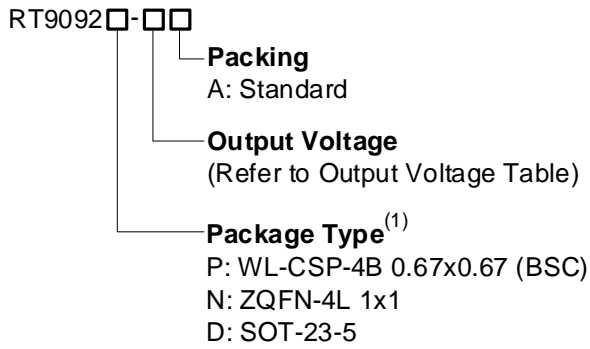 RT9092□-□□
Packing
A: Standard
Output Voltage
(Refer to Output Voltage Table)
Package Type(1)
P: WL-CSP-4B 0.67x0.67 (BSC)
N: ZQFN-4L 1x1
D: SOT-23-5